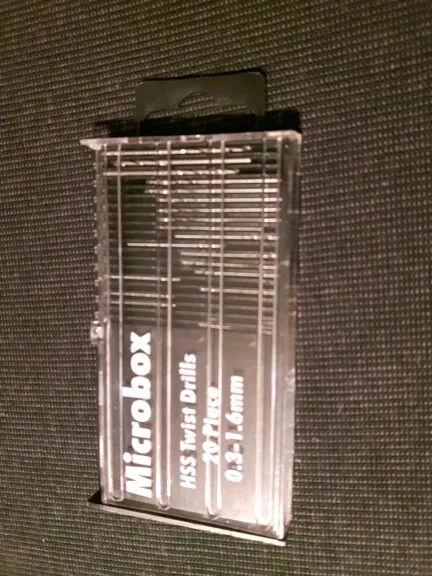 Microbox
HSS Twist Drills
20 Piece
0.3-1.6mm